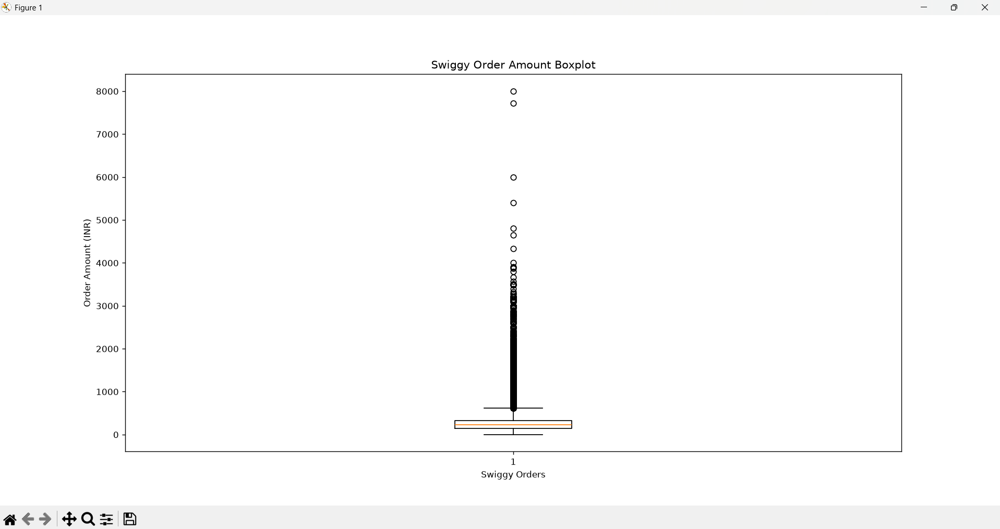 Figure 1
Swiggy Order Amount Boxplot
8000
7000
6000
5000
4000
3000
2000
1000
0
Order Amount (INR)
1
Swiggy Orders